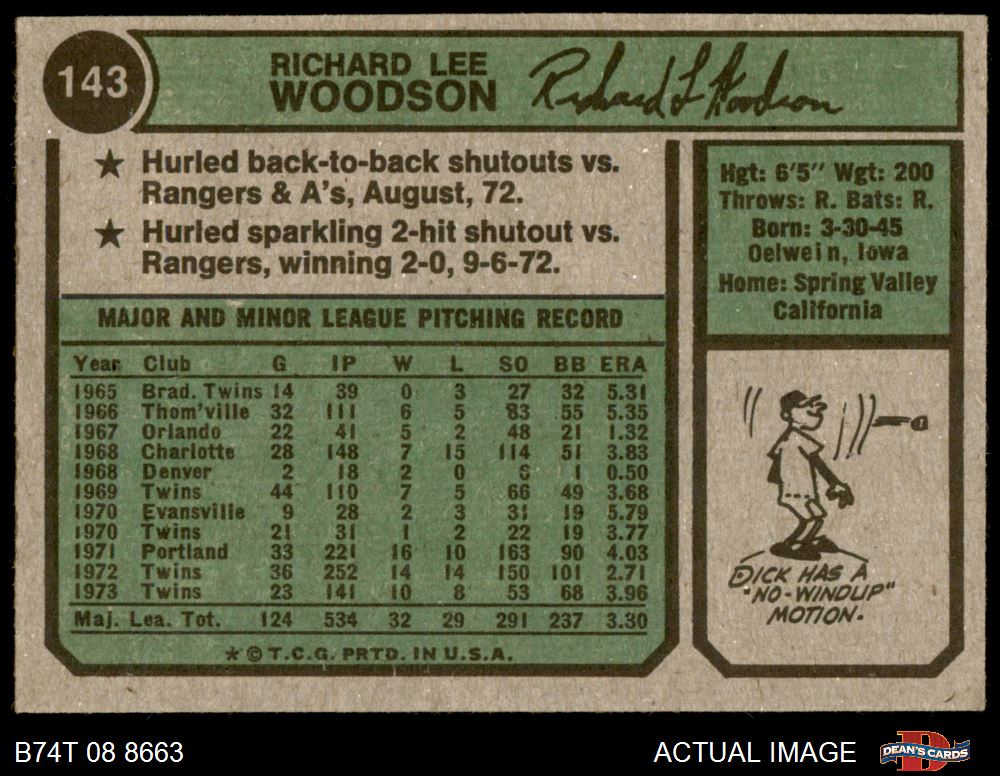 143
RICHARD LEE
WOODSON
Richard L Woodson
★ Hurled back-to-back shutouts vs.
Rangers & A's, August, 72.
★ Hurled sparkling 2-hit shutout vs.
Rangers, winning 2-0, 9-6-72.
Hgt: 6'5" Wgt: 200
Throws: R. Bats: R.
Born: 3-30-45
Oelwein, Iowa
Home: Spring Valley
California
MAJOR AND MINOR LEAGUE PITCHING RECORD
Year Club G IP W L SO BB ERA
1965 Brad. Twins 14 39 0 3 27 32 5.31
1966 Thom'ville 32 111 6 5 83 55 5.35
1967 Orlando 22 41 5 2 48 21 1.32
1968 Charlotte 28 148 7 15 114 51 3.83
1968 Denver 2 18 2 0 6 1 0.50
1969 Twins 44 110 7 5 66 49 3.68
1970 Evansville 9 28 2 3 31 19 5.79
1970 Twins 21 31 1 2 22 19 3.77
1971 Portland 33 221 16 10 163 90 4.03
1972 Twins 36 252 14 14 150 101 2.71
1973 Twins 23 141 10 8 53 68 3.96
Maj. Lea. Tot. 124 534 32 29 291 237 3.30
★ © T.C.G. PRTD. IN U.S.A.
DICK HAS A
"NO-WINDUP"
MOTION.
B74T 08 8663
ACTUAL IMAGE
D
DEAN'S CARDS